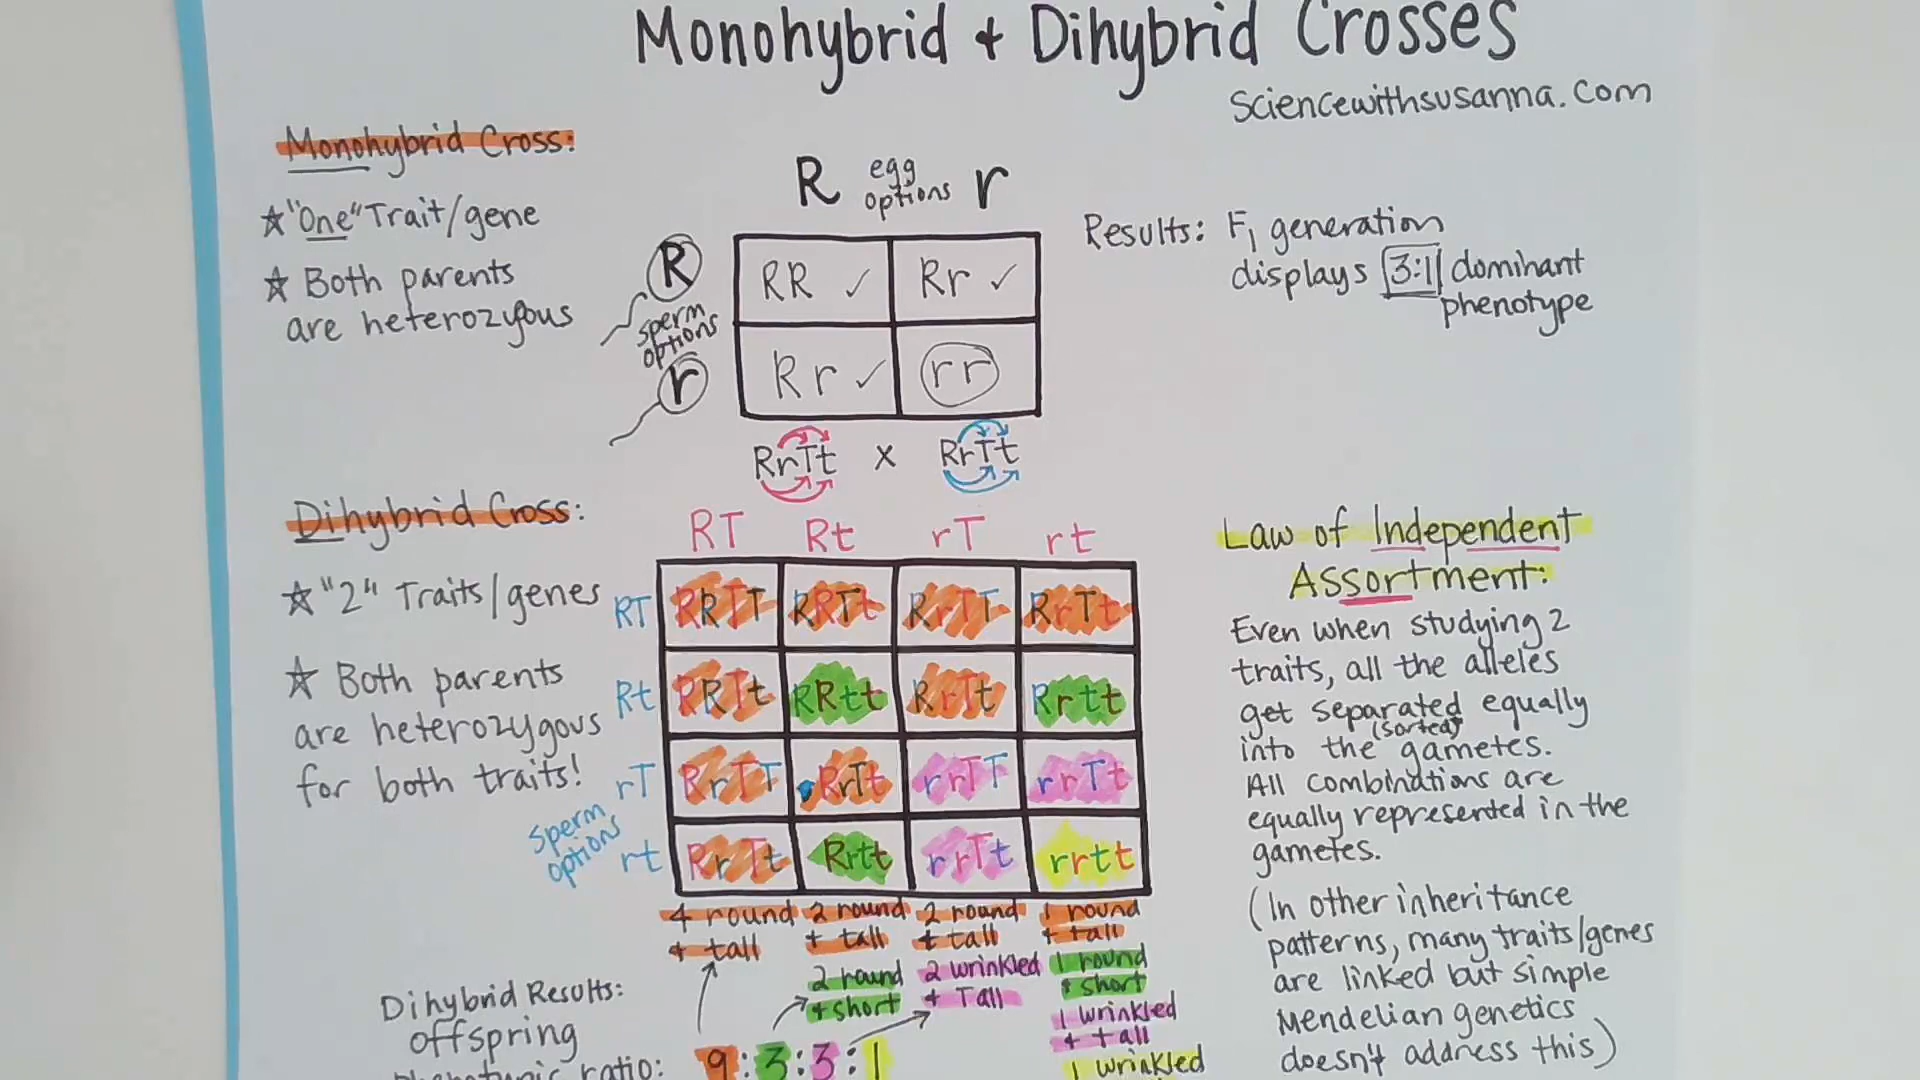 Monohybrid + Dihybrid Crosses
Sciencewithsusanna.com
Monohybrid Cross:
"One" Trait/gene
Both parents
are heterozygous
R egg options r
R
sperm
options
r
RR ✓ Rr ✓
Rr ✓ rr
Results: F1 generation
displays 3:1 dominant
phenotype
RrTt x RrTt
Dihybrid Cross:
"2" Traits/genes
Both parents
are heterozygous
for both traits!
sperm
options
RT Rt rT rt
RT RRTT RRTt RrTT RrTt
Rt RRTt RRtt RrTt Rrtt
rT RrTT RrTt rrTT rrTt
rt RrTt Rrtt rrTt rrtt
4 round
+ tall
2 round
+ tall
2 round
+ short
2 round
+ tall
2 wrinkled
+ Tall
1 round
+ tall
1 round
+ short
1 wrinkled
+ tall
1 wrinkled
Dihybrid Results:
offspring
phenotypic ratio:
9:3:3:1
Law of Independent
Assortment:
Even when studying 2
traits, all the alleles
get separated equally
(sorted)
into the gametes.
All combinations are
equally represented in the
gametes.
(In other inheritance
patterns, many traits/genes
are linked but simple
Mendelian genetics
doesn't address this)